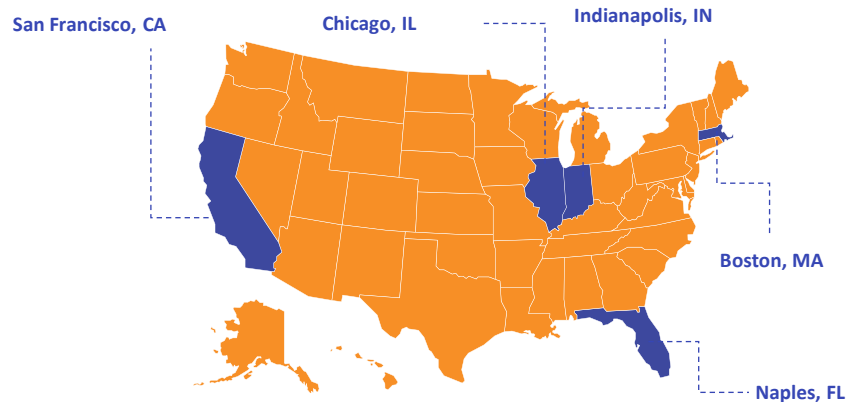 San Francisco, CA
Chicago, IL
Indianapolis, IN
Boston, MA
Naples, FL